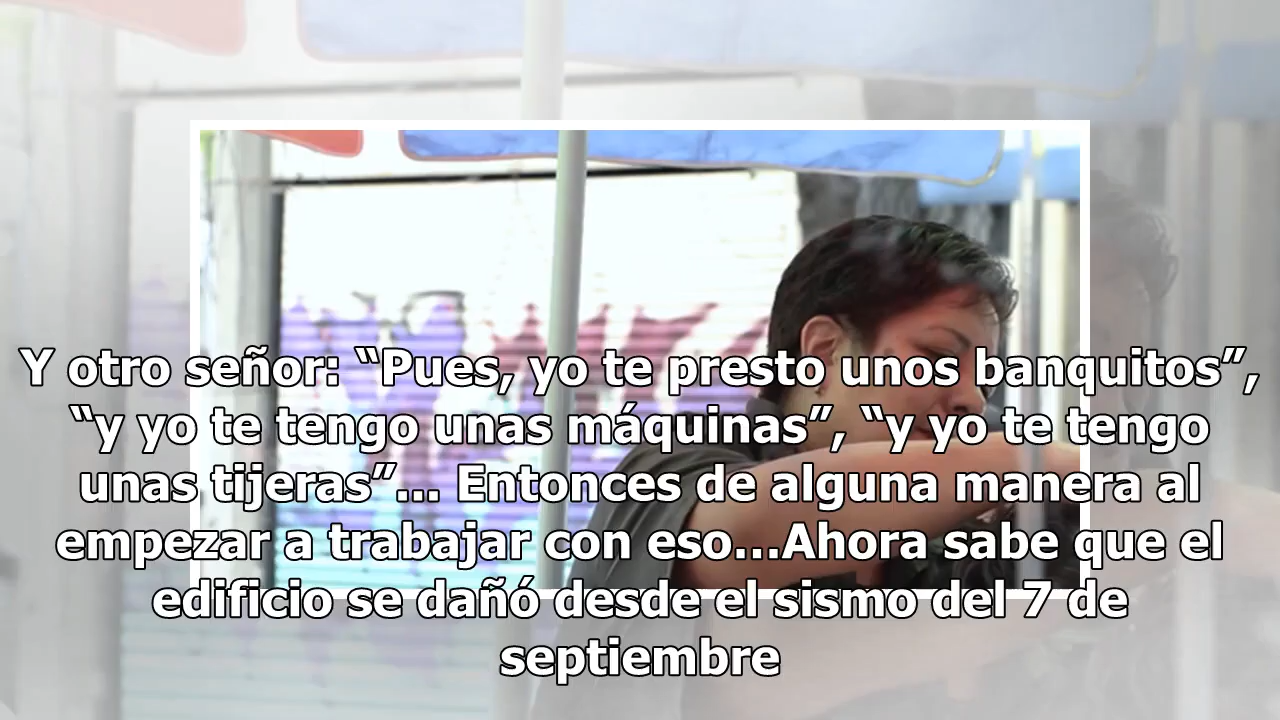 Y otro señor: “Pues, yo te presto unos banquitos”,
“y yo te tengo unas máquinas”, “y yo te tengo
unas tijeras”... Entonces de alguna manera al
empezar a trabajar con eso...Ahora sabe que el
edificio se dañó desde el sismo del 7 de
septiembre